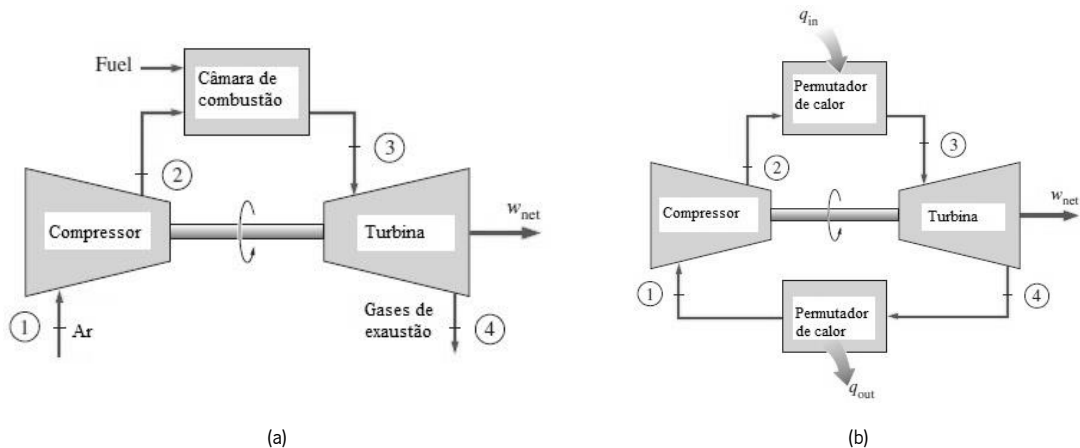 Fuel
Câmara de
combustão
2
3
Compressor
Turbina
w_net
1
Ar
Gases de
exaustão
4
(a)
q_in
Permutador
de calor
2
3
Compressor
Turbina
w_net
1
4
Permutador
de calor
q_out
(b)